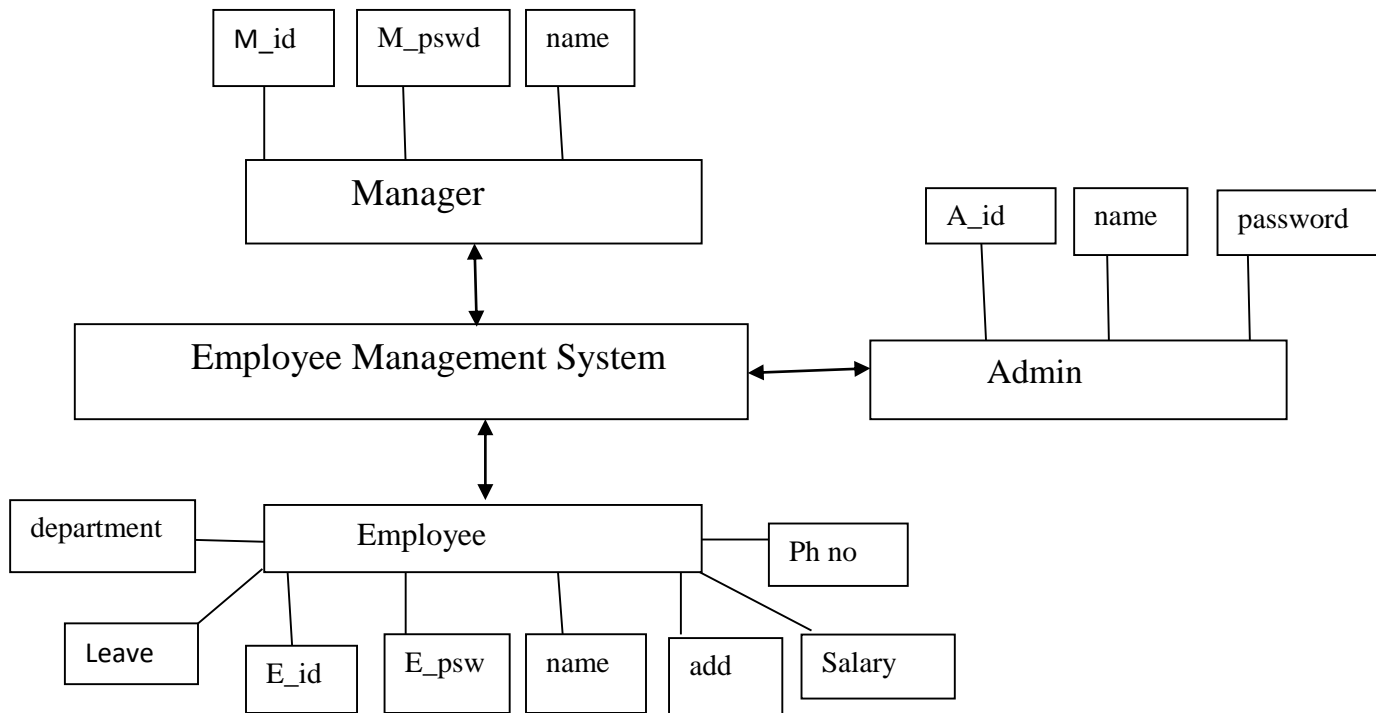 M_id
M_pswd
name
Manager
A_id
name
password
Employee Management System
Admin
department
Employee
Ph no
Leave
E_id
E_psw
name
add
Salary